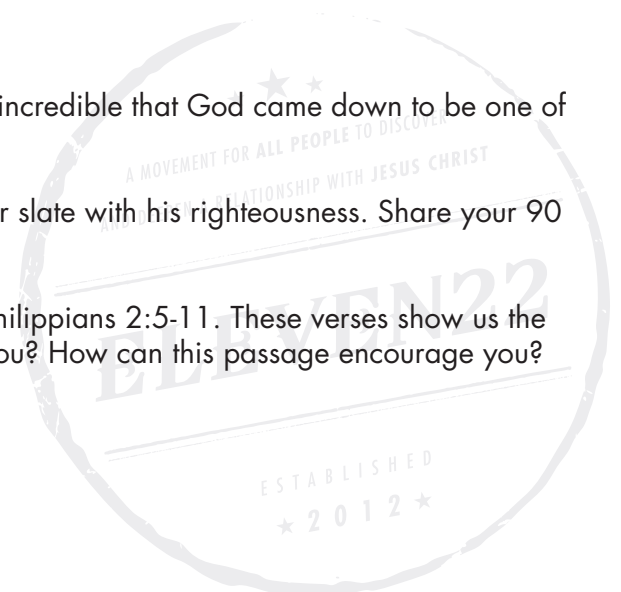 incredible that God came down to be one of
A MOVEMENT FOR ALL PEOPLE TO DISCOVER
RELATIONSHIP WITH JESUS CHRIST
r slate with his righteousness. Share your 90
hilippians 2:5-11. These verses show us the
ELEVEN22
ou? How can this passage encourage you?
ESTABLISHED
★ 2012 ★